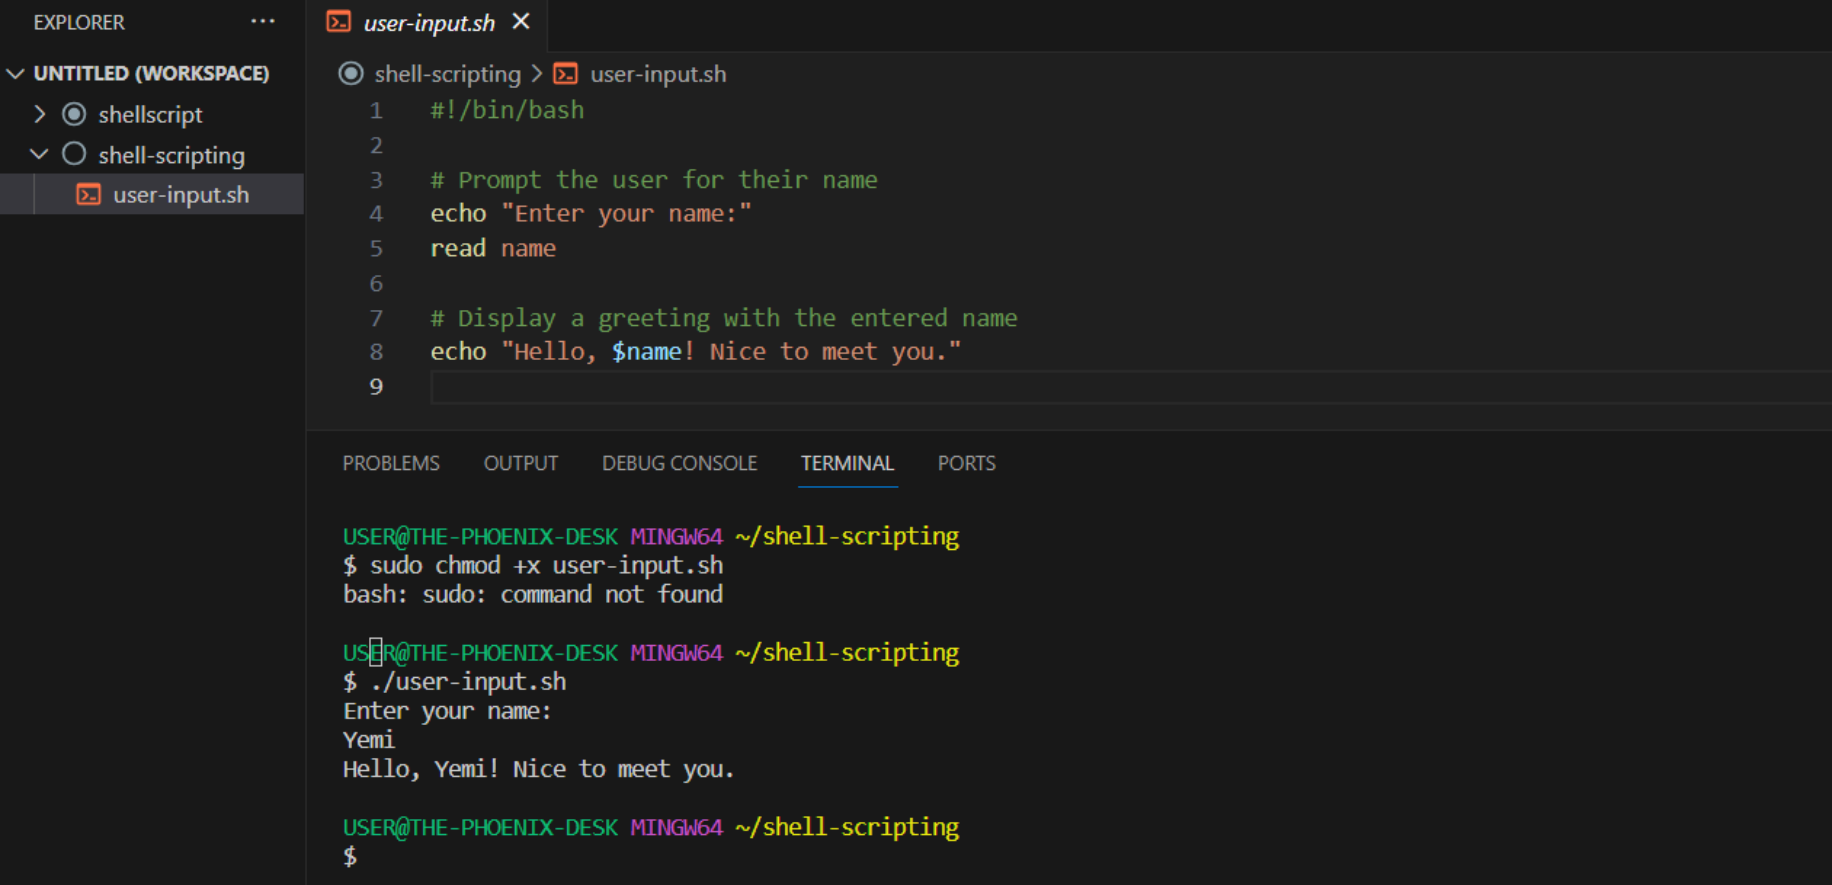 EXPLORER ...
UNTITLED (WORKSPACE)
shellscript
shell-scripting
user-input.sh
user-input.sh
shell-scripting > user-input.sh
1 #!/bin/bash
2
3 # Prompt the user for their name
4 echo "Enter your name:"
5 read name
6
7 # Display a greeting with the entered name
8 echo "Hello, $name! Nice to meet you."
9
PROBLEMS OUTPUT DEBUG CONSOLE TERMINAL PORTS
USER@THE-PHOENIX-DESK MINGW64 ~/shell-scripting
$ sudo chmod +x user-input.sh
bash: sudo: command not found
USER@THE-PHOENIX-DESK MINGW64 ~/shell-scripting
$ ./user-input.sh
Enter your name:
Yemi
Hello, Yemi! Nice to meet you.
USER@THE-PHOENIX-DESK MINGW64 ~/shell-scripting
$